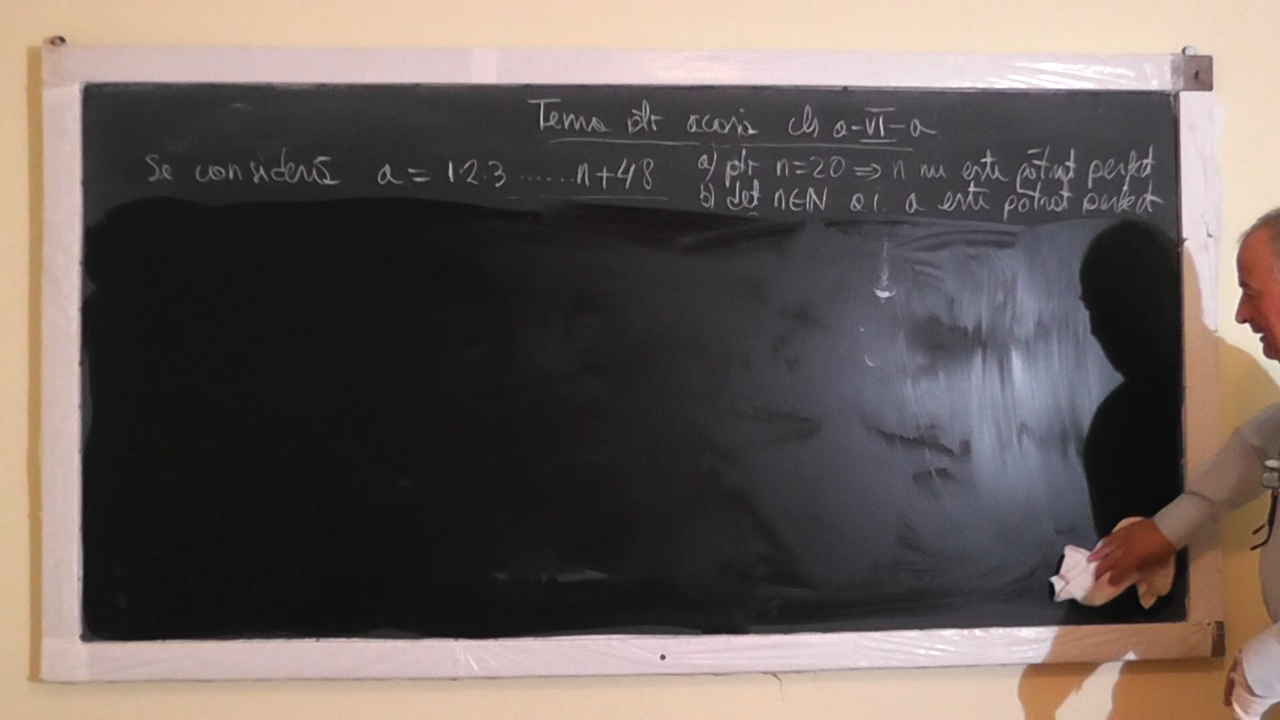 Tema ptr acasă cls a-VI-a
Se consideră a = 1·2·3 ......n+48
a) ptr n=20 ⇒ n nu este pătrat perfect
b) det n∈N a.i. a este pătrat perfect